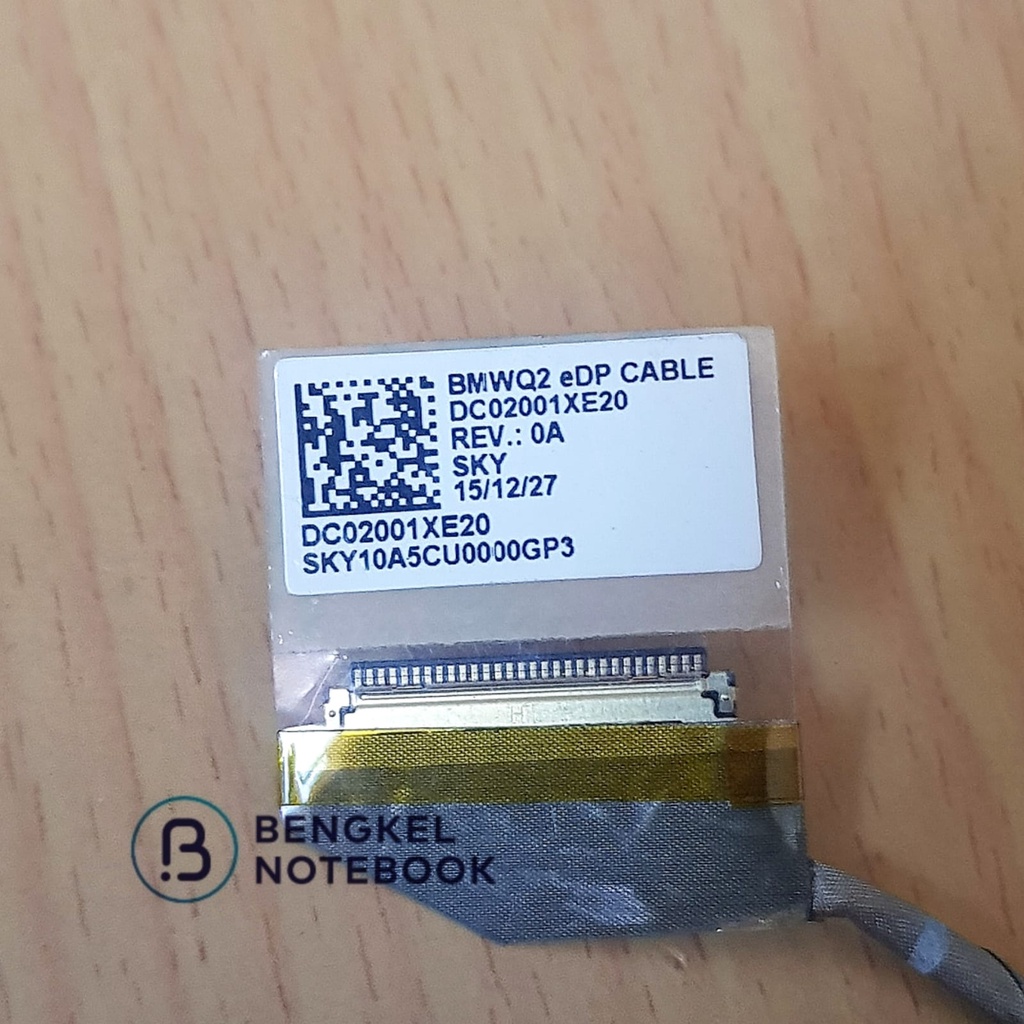 BMWQ2 eDP CABLE
DC02001XE20
REV.: 0A
SKY
15/12/27
DC02001XE20
SKY10A5CU0000GP3
BENGKEL
NOTEBOOK